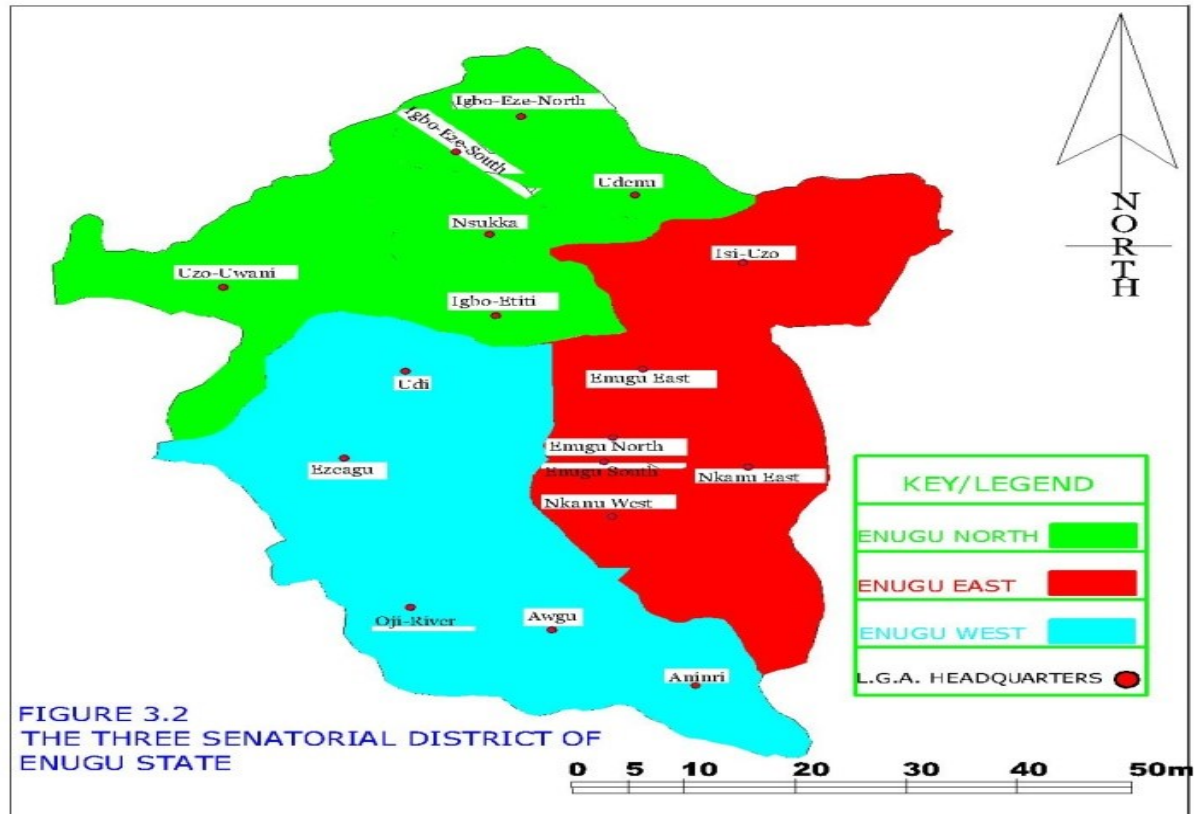 Igbo-Eze-North
Igbo-Eze-South
Udenu
Nsukka
Isi-Uzo
Uzo-Uwani
Igbo-Etiti
Udi
Enugu East
Enugu North
Ezeagu
Enugu South
Nkanu East
Nkanu West
Oji-River
Awgu
Aninri
NORTH
KEY/LEGEND
ENUGU NORTH
ENUGU EAST
ENUGU WEST
L.G.A. HEADQUARTERS
FIGURE 3.2
THE THREE SENATORIAL DISTRICT OF
ENUGU STATE
0 5 10 20 30 40 50m